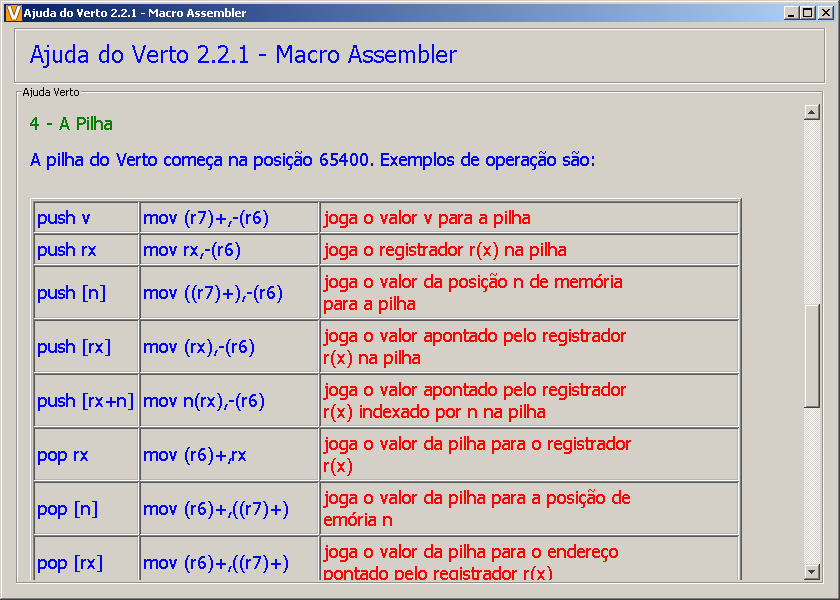 Ajuda do Verto 2.2.1 - Macro Assembler
Ajuda do Verto 2.2.1 - Macro Assembler
Ajuda Verto
4 - A Pilha
A pilha do Verto começa na posição 65400. Exemplos de operação são:
push v mov (r7)+,-(r6) joga o valor v para a pilha
push rx mov rx,-(r6) joga o registrador r(x) na pilha
push [n] mov ((r7)+),-(r6) joga o valor da posição n de memória
para a pilha
push [rx] mov (rx),-(r6) joga o valor apontado pelo registrador
r(x) na pilha
push [rx+n] mov n(rx),-(r6) joga o valor apontado pelo registrador
r(x) indexado por n na pilha
pop rx mov (r6)+,rx joga o valor da pilha para o registrador
r(x)
pop [n] mov (r6)+,((r7)+) joga o valor da pilha para a posição de
emória n
pop [rx] mov (r6)+,((r7)+) joga o valor da pilha para o endereço
pontado pelo registrador r(x)